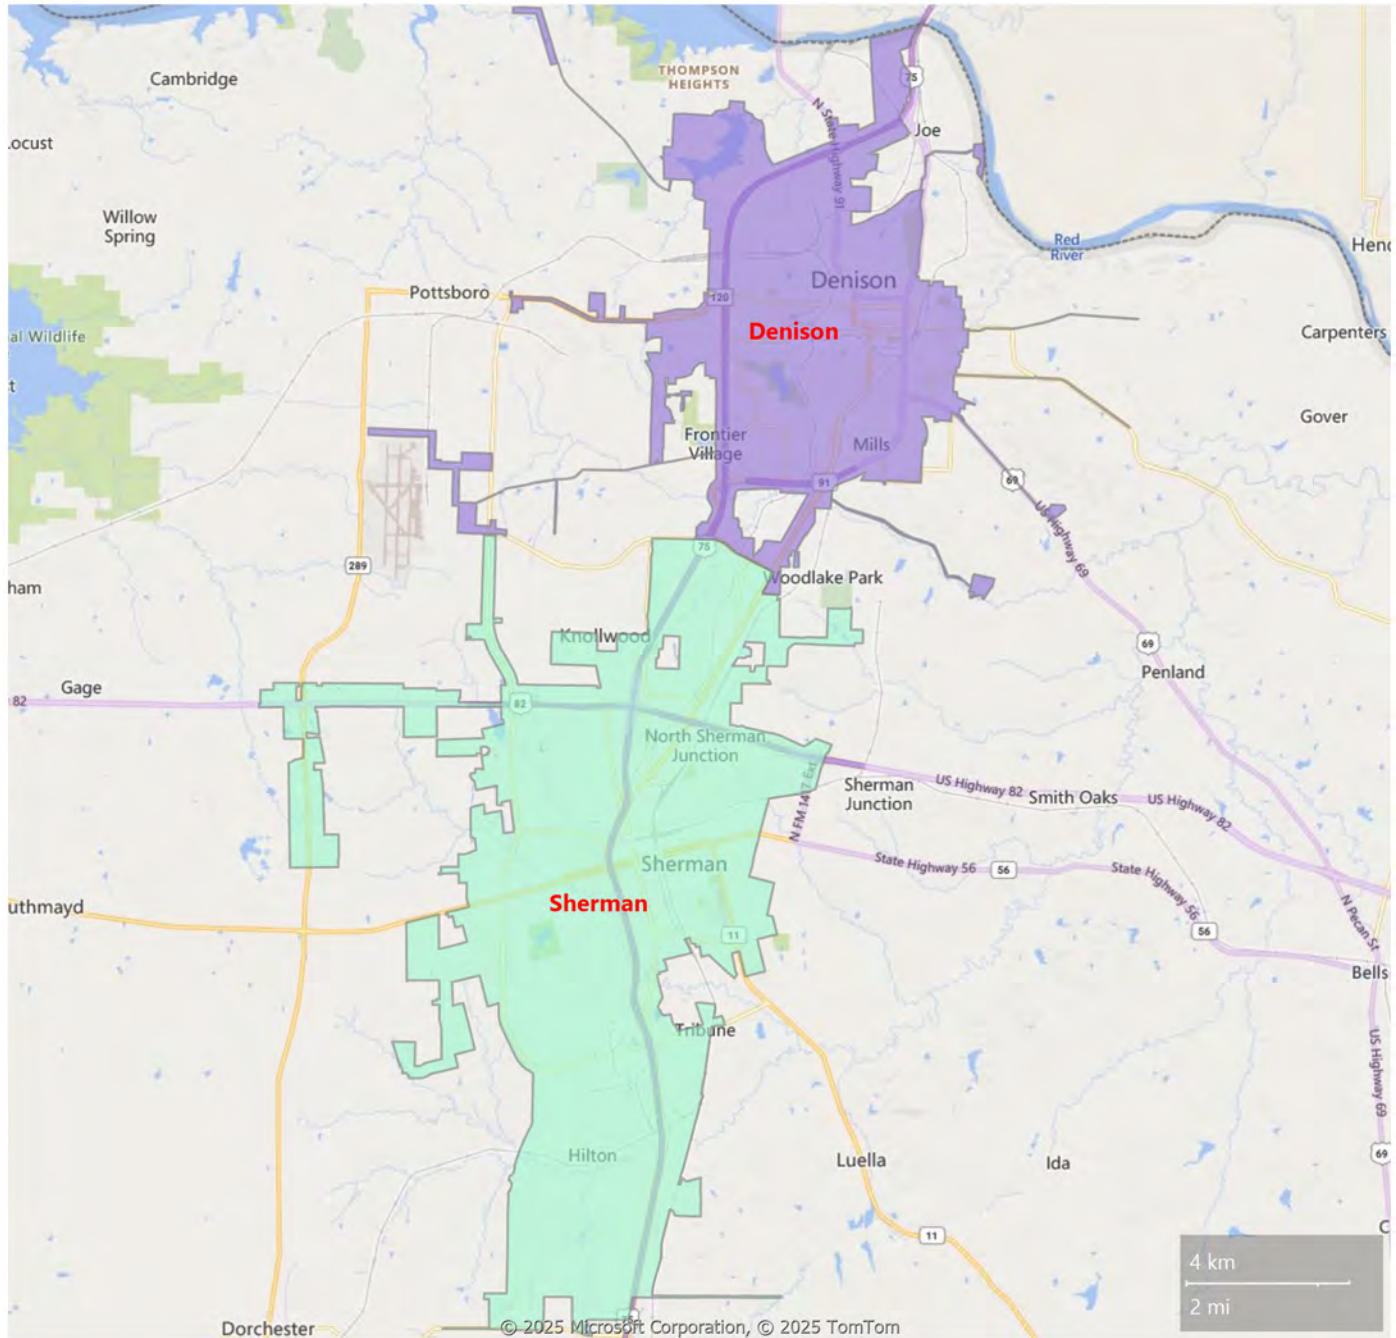 THOMPSON
HEIGHTS
Cambridge
75
N State Highway 91
Joe
.ocust
Willow
Spring
Red
River
Henc
Denison
Pottsboro
120
Denison
Carpenters
al Wildlife
t
Gover
Frontier
Village
Mills
91
69
US Highway 69
75
289
Woodlake Park
ham
Knollwood
69
Penland
Gage
82
82
North Sherman
Junction
N FM 1417 Ext
Sherman
Junction
US Highway 82
Smith Oaks
US Highway 82
Sherman
State Highway 56
56
State Highway 56
Sherman
uthmayd
11
56
N Pecan St
Bells
Tribune
US Highway 69
Hilton
Luella
Ida
69
C
11
4 km
2 mi
Dorchester
© 2025 Microsoft Corporation, © 2025 TomTom